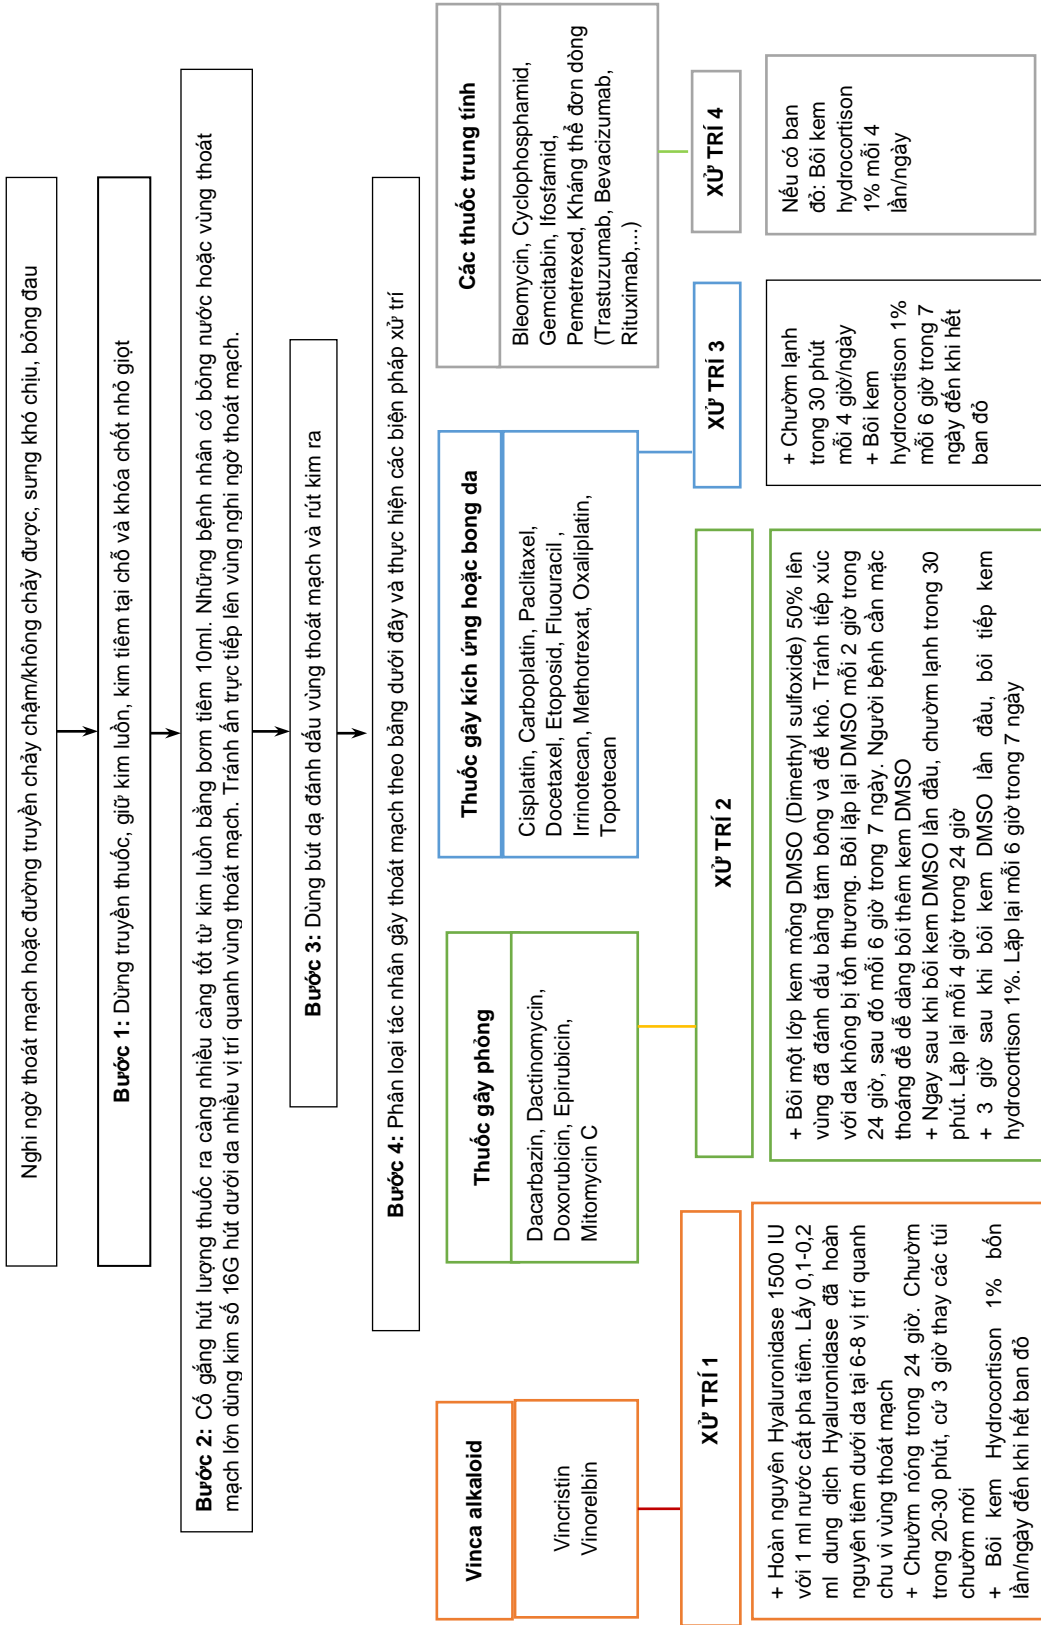 Nghi ngờ thoát mạch hoặc đường truyền chảy chậm/không chảy được, sưng khó chịu, bỏng đau
Bước 1: Dừng truyền thuốc, giữ kim luồn, kim tiêm tại chỗ và khóa chốt nhỏ giọt
Bước 2: Cố gắng hút lượng thuốc ra càng nhiều càng tốt từ kim luồn bằng bơm tiêm 10ml. Những bệnh nhân có bỏng nước hoặc vùng thoát
mạch lớn dùng kim số 16G hút dưới da nhiều vị trí quanh vùng thoát mạch. Tránh ấn trực tiếp lên vùng nghi ngờ thoát mạch.
Bước 3: Dùng bút dạ đánh dấu vùng thoát mạch và rút kim ra
Bước 4: Phân loại tác nhân gây thoát mạch theo bảng dưới đây và thực hiện các biện pháp xử trí
Vinca alkaloid
Vincristin
Vinorelbin
XỬ TRÍ 1
+ Hoàn nguyên Hyaluronidase 1500 IU
với 1 ml nước cất pha tiêm. Lấy 0,1-0,2
ml dung dịch Hyaluronidase đã hoàn
nguyên tiêm dưới da tại 6-8 vị trí quanh
chu vi vùng thoát mạch
+ Chườm nóng trong 24 giờ. Chườm
trong 20-30 phút, cứ 3 giờ thay các túi
chườm mới
+ Bôi kem Hydrocortison 1% bốn
lần/ngày đến khi hết ban đỏ
Thuốc gây phỏng
Dacarbazin, Dactinomycin,
Doxorubicin, Epirubicin,
Mitomycin C
XỬ TRÍ 2
+ Bôi một lớp kem mỏng DMSO (Dimethyl sulfoxide) 50% lên
vùng đã đánh dấu bằng tăm bông và để khô. Tránh tiếp xúc
với da không bị tổn thương. Bôi lặp lại DMSO mỗi 2 giờ trong
24 giờ, sau đó mỗi 6 giờ trong 7 ngày. Người bệnh cần mặc
thoáng để dễ dàng bôi thêm kem DMSO
+ Ngay sau khi bôi kem DMSO lần đầu, chườm lạnh trong 30
phút. Lặp lại mỗi 4 giờ trong 24 giờ
+ 3 giờ sau khi bôi kem DMSO lần đầu, bôi tiếp kem
hydrocortison 1%. Lặp lại mỗi 6 giờ trong 7 ngày
Thuốc gây kích ứng hoặc bong da
Cisplatin, Carboplatin, Paclitaxel,
Docetaxel, Etoposid, Fluouracil ,
Irrinotecan, Methotrexat, Oxaliplatin,
Topotecan
XỬ TRÍ 3
+ Chườm lạnh
trong 30 phút
mỗi 4 giờ/ngày
+ Bôi kem
hydrocortison 1%
mỗi 6 giờ trong 7
ngày đến khi hết
ban đỏ
Các thuốc trung tính
Bleomycin, Cyclophosphamid,
Gemcitabin, Ifosfamid,
Pemetrexed, Kháng thể đơn dòng
(Trastuzumab, Bevacizumab,
Rituximab,...)
XỬ TRÍ 4
Nếu có ban
đỏ: Bôi kem
hydrocortison
1% mỗi 4
lần/ngày